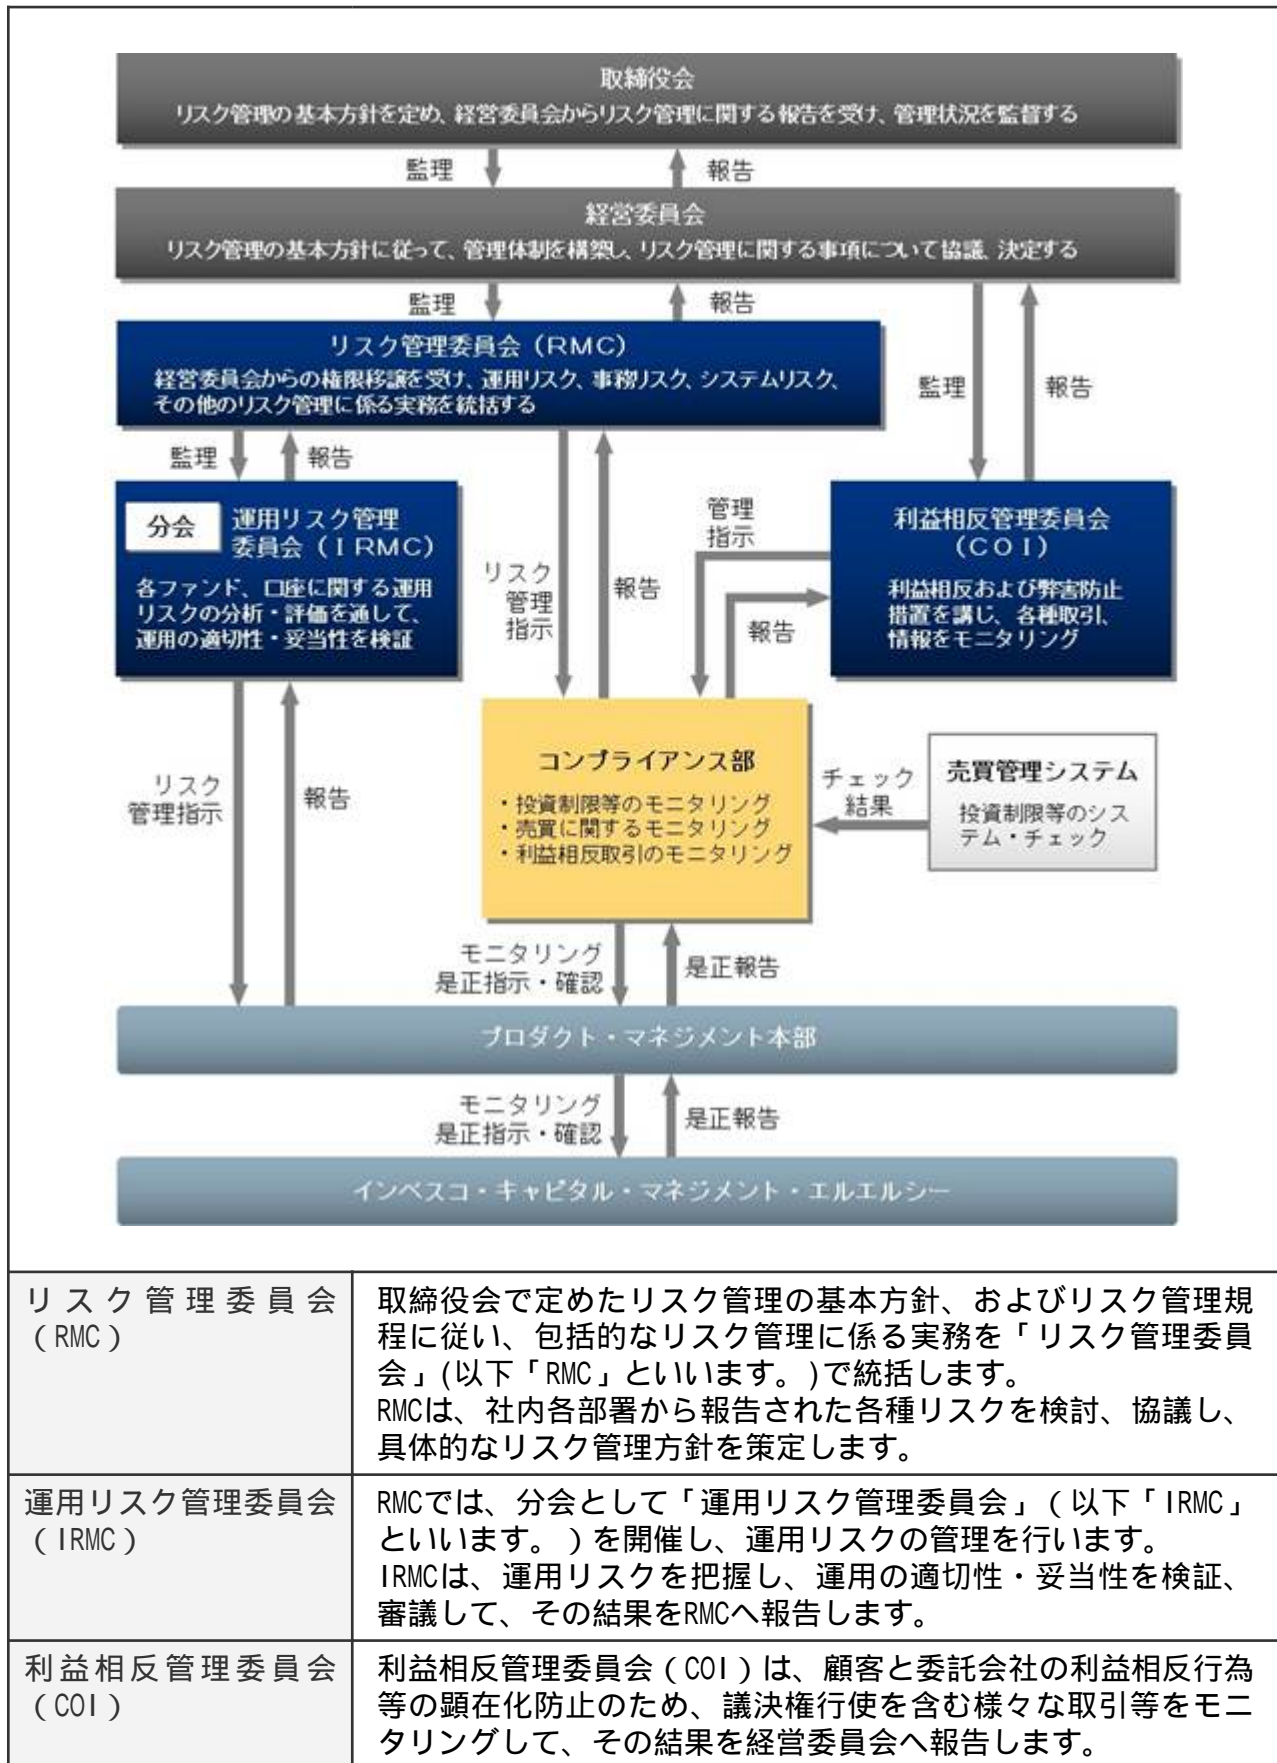 取締役会
リスク管理の基本方針を定め、経営委員会からリスク管理に関する報告を受け、管理状況を監督する
監理
報告
経営委員会
リスク管理の基本方針に従って、管理体制を構築し、リスク管理に関する事項について協議、決定する
監理
報告
リスク管理委員会（RMC）
経営委員会からの権限移譲を受け、運用リスク、事務リスク、システムリスク、
その他のリスク管理に係る実務を統括する
監理
報告
監理
報告
分会
運用リスク管理
委員会（IRMC）
各ファンド、口座に関する運用
リスクの分析・評価を通して、
運用の適切性・妥当性を検証
リスク
管理
指示
報告
管理
指示
報告
利益相反管理委員会
（COI）
利益相反および弊害防止
措置を講じ、各種取引、
情報をモニタリング
リスク
管理指示
報告
コンプライアンス部
・投資制限等のモニタリング
・売買に関するモニタリング
・利益相反取引のモニタリング
チェック
結果
売買管理システム
投資制限等のシス
テム・チェック
モニタリング
是正指示・確認
是正報告
プロダクト・マネジメント本部
モニタリング
是正指示・確認
是正報告
インベスコ・キャピタル・マネジメント・エルエルシー
リスク管理委員会
（RMC）
取締役会で定めたリスク管理の基本方針、およびリスク管理規
程に従い、包括的なリスク管理に係る実務を「リスク管理委員
会」(以下「RMC」といいます。)で統括します。
RMCは、社内各部署から報告された各種リスクを検討、協議し、
具体的なリスク管理方針を策定します。
運用リスク管理委員会
（IRMC）
RMCでは、分会として「運用リスク管理委員会」（以下「IRMC」
といいます。）を開催し、運用リスクの管理を行います。
IRMCは、運用リスクを把握し、運用の適切性・妥当性を検証、
審議して、その結果をRMCへ報告します。
利益相反管理委員会
（COI）
利益相反管理委員会（COI）は、顧客と委託会社の利益相反行為
等の顕在化防止のため、議決権行使を含む様々な取引等をモニ
タリングして、その結果を経営委員会へ報告します。